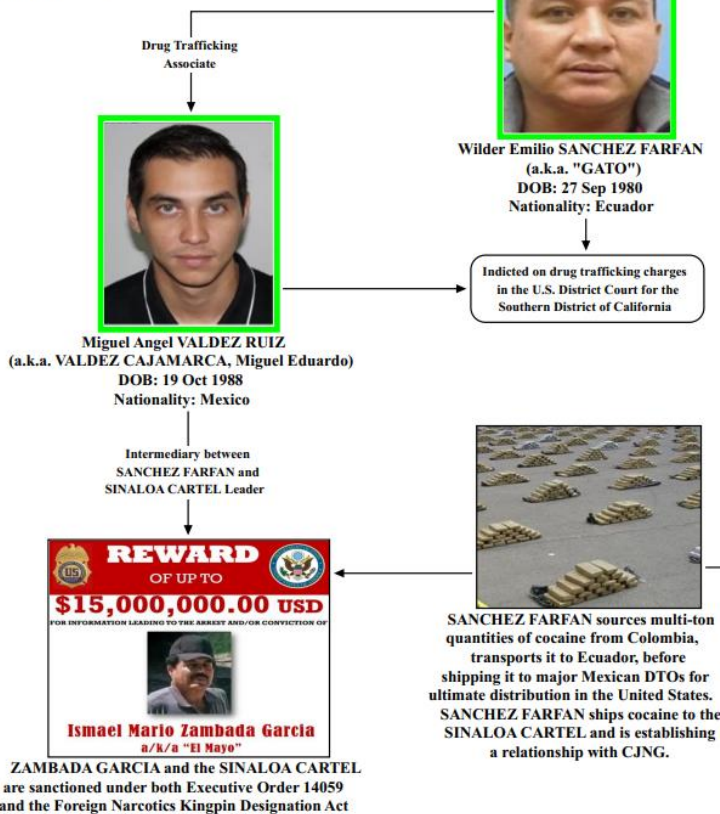 Drug Trafficking
Associate
Wilder Emilio SANCHEZ FARFAN
(a.k.a. "GATO")
DOB: 27 Sep 1980
Nationality: Ecuador
Indicted on drug trafficking charges
in the U.S. District Court for the
Southern District of California
Miguel Angel VALDEZ RUIZ
(a.k.a. VALDEZ CAJAMARCA, Miguel Eduardo)
DOB: 19 Oct 1988
Nationality: Mexico
Intermediary between
SANCHEZ FARFAN and
SINALOA CARTEL Leader
REWARD
OF UP TO
$15,000,000.00 USD
FOR INFORMATION LEADING TO THE ARREST AND/OR CONVICTION OF
Ismael Mario Zambada Garcia
a/k/a "El Mayo"
ZAMBADA GARCIA and the SINALOA CARTEL
are sanctioned under both Executive Order 14059
and the Foreign Narcotics Kingpin Designation Act
SANCHEZ FARFAN sources multi-ton
quantities of cocaine from Colombia,
transports it to Ecuador, before
shipping it to major Mexican DTOs for
ultimate distribution in the United States.
SANCHEZ FARFAN ships cocaine to the
SINALOA CARTEL and is establishing
a relationship with CJNG.